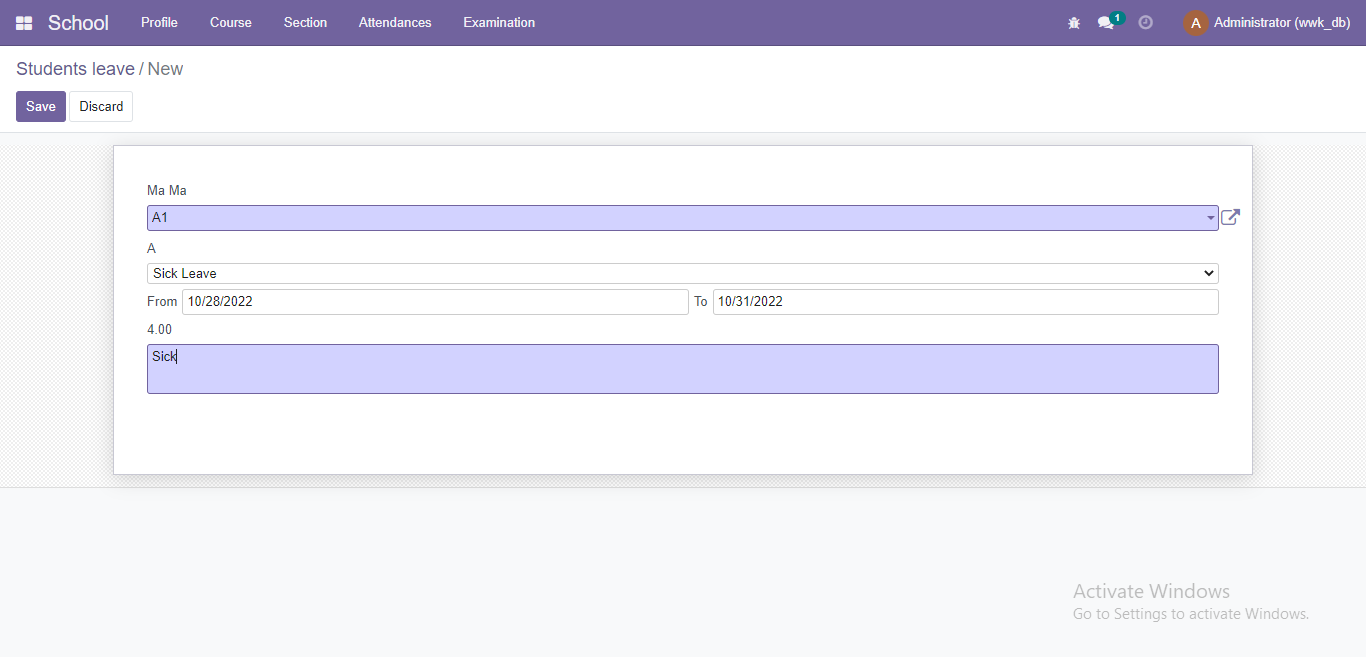 School Profile Course Section Attendances Examination 1 A Administrator (wwk_db)
Students leave / New
Save Discard
Ma Ma
A1
A
Sick Leave
From 10/28/2022 To 10/31/2022
4.00
Sick
Activate Windows
Go to Settings to activate Windows.